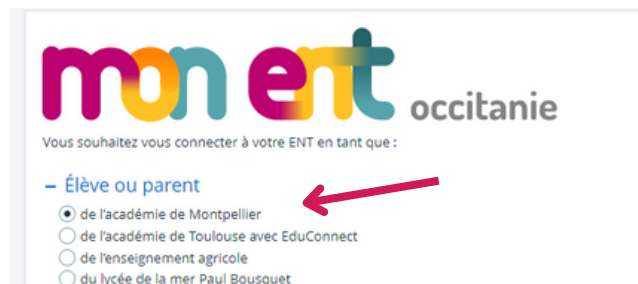 mon ent occitanie
Vous souhaitez vous connecter à votre ENT en tant que :
– Élève ou parent
de l'académie de Montpellier
de l'académie de Toulouse avec EduConnect
de l'enseignement agricole
du lycée de la mer Paul Bousquet